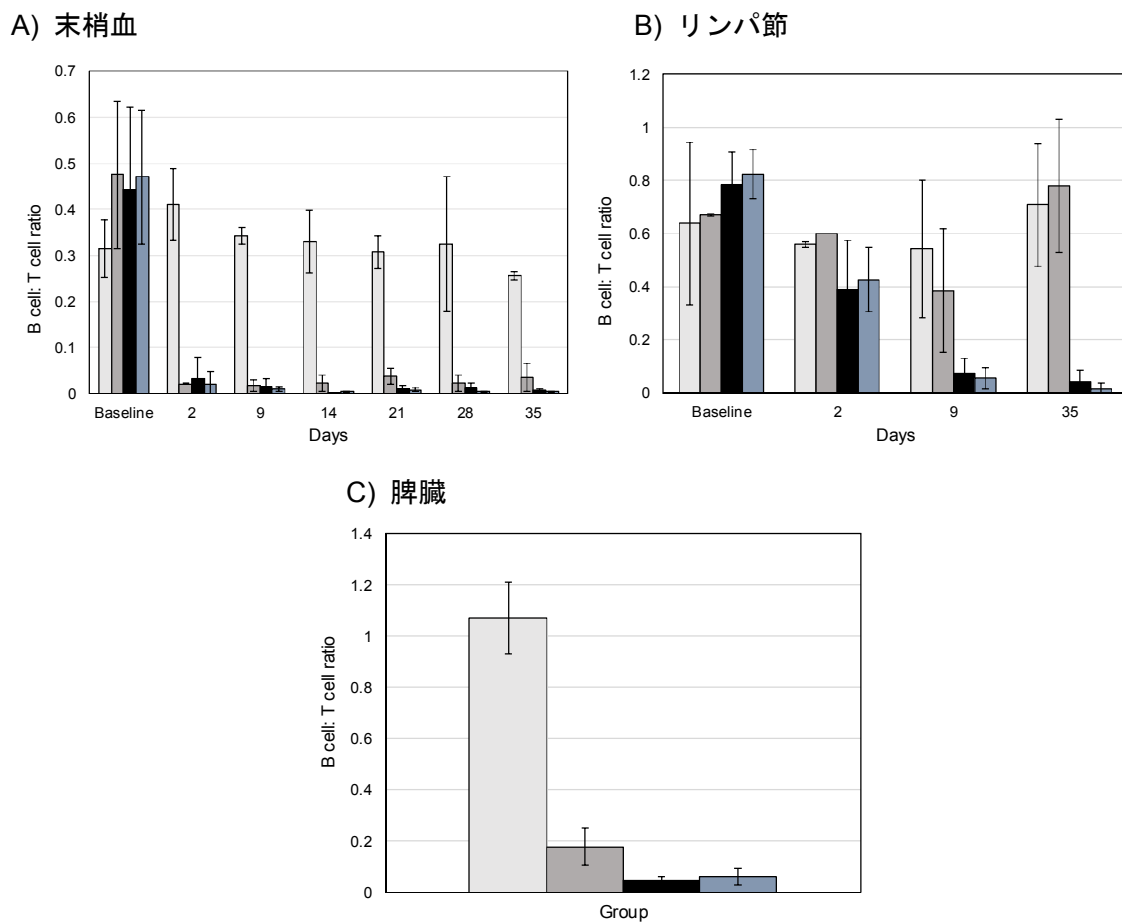 A) 末梢血
0.7
0.6
0.5
0.4
0.3
0.2
0.1
0
B cell: T cell ratio
Baseline 2 9 14 21 28 35
Days
B) リンパ節
1.2
1
0.8
0.6
0.4
0.2
0
B cell: T cell ratio
Baseline 2 9 35
Days
C) 脾臓
1.4
1.2
1
0.8
0.6
0.4
0.2
0
B cell: T cell ratio
Group